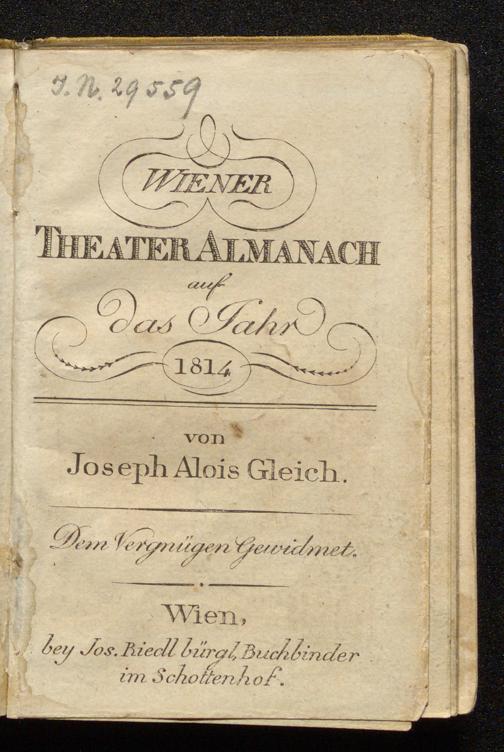 J. N. 29559
WIENER
THEATER ALMANACH
auf
das Jahr
1814
von
Joseph Alois Gleich.
Dem Vergnügen Gewidmet.
Wien,
bey Jos. Riedl bürgl, Buchbinder
im Schottenhof.